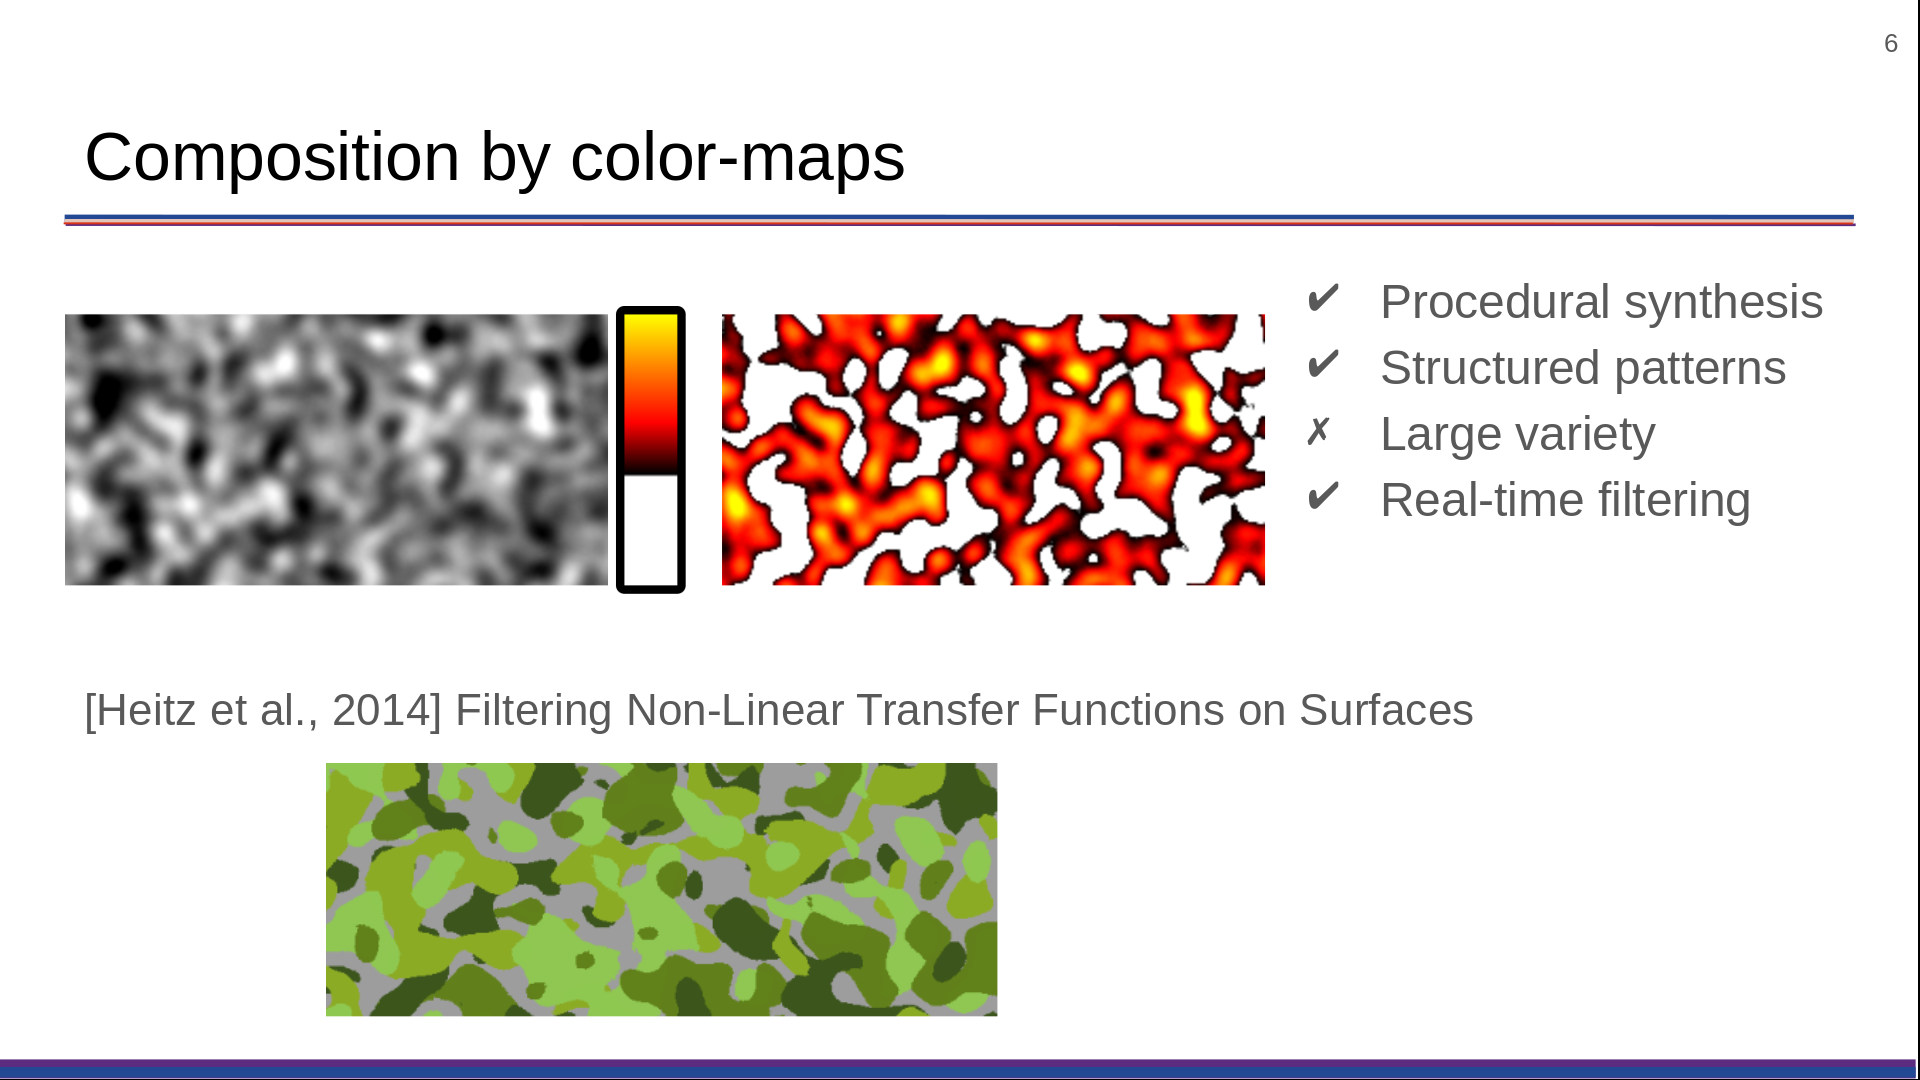 6
Composition by color-maps
✔ Procedural synthesis
✔ Structured patterns
✗ Large variety
✔ Real-time filtering
[Heitz et al., 2014] Filtering Non-Linear Transfer Functions on Surfaces